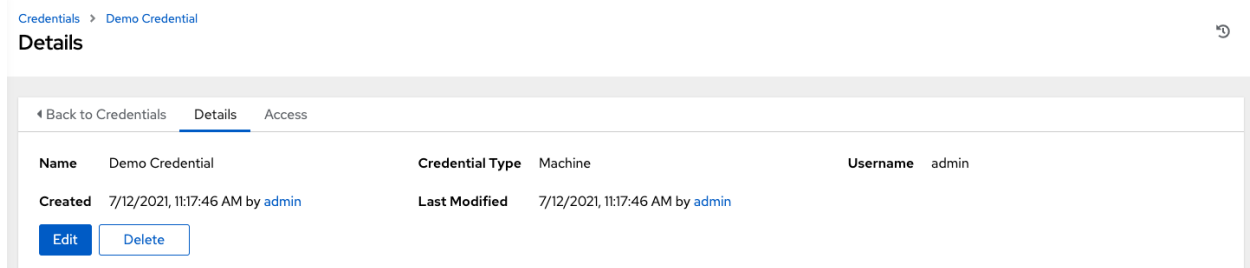 Credentials > Demo Credential
Details
Back to Credentials Details Access
Name Demo Credential Credential Type Machine Username admin
Created 7/12/2021, 11:17:46 AM by admin Last Modified 7/12/2021, 11:17:46 AM by admin
Edit Delete